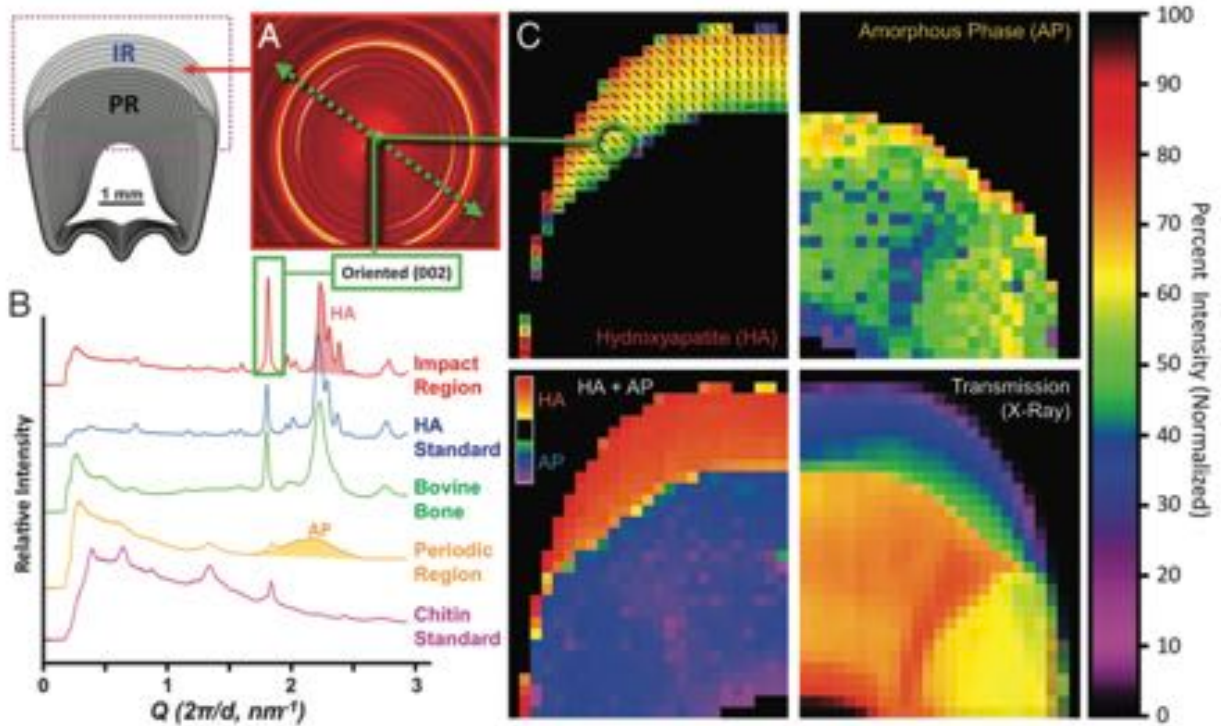 IR
PR
1 mm
A
Oriented (002)
B
HA
Impact
Region
HA
Standard
Bovine
Bone
AP
Periodic
Region
Chitin
Standard
Relative Intensity
0 1 2 3
Q (2π/d, nm⁻¹)
C
Hydroxyapatite (HA)
Amorphous Phase (AP)
HA + AP
HA
AP
Transmission
(X-Ray)
100
90
80
70
60
50
40
30
20
10
0
Percent Intensity (Normalized)